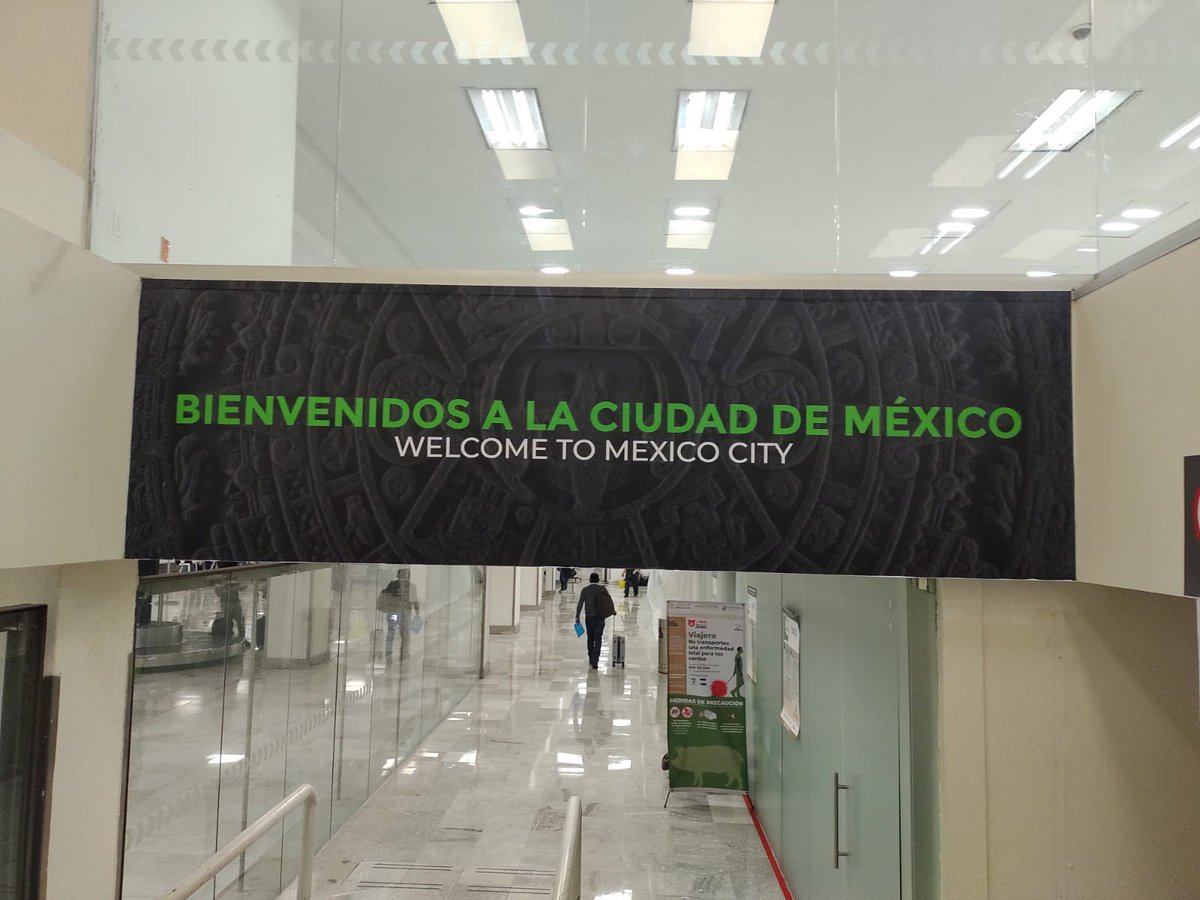 BIENVENIDOS A LA CIUDAD DE MÉXICO
WELCOME TO MEXICO CITY
Viajero
No transportes
una enfermedad
letal para los
cerdos
MEDIDAS DE PRECAUCIÓN